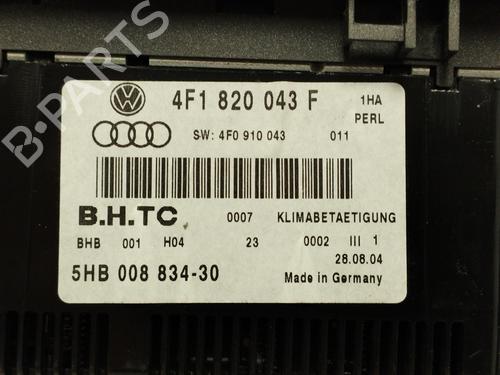 B-PARTS
4F1 820 043 F 1HA
PERL
SW: 4F0 910 043 011
B.H.TC 0007 KLIMABETAETIGUNG
BHB 001 H04 23 0002 III 1
28.08.04
5HB 008 834-30 Made in Germany